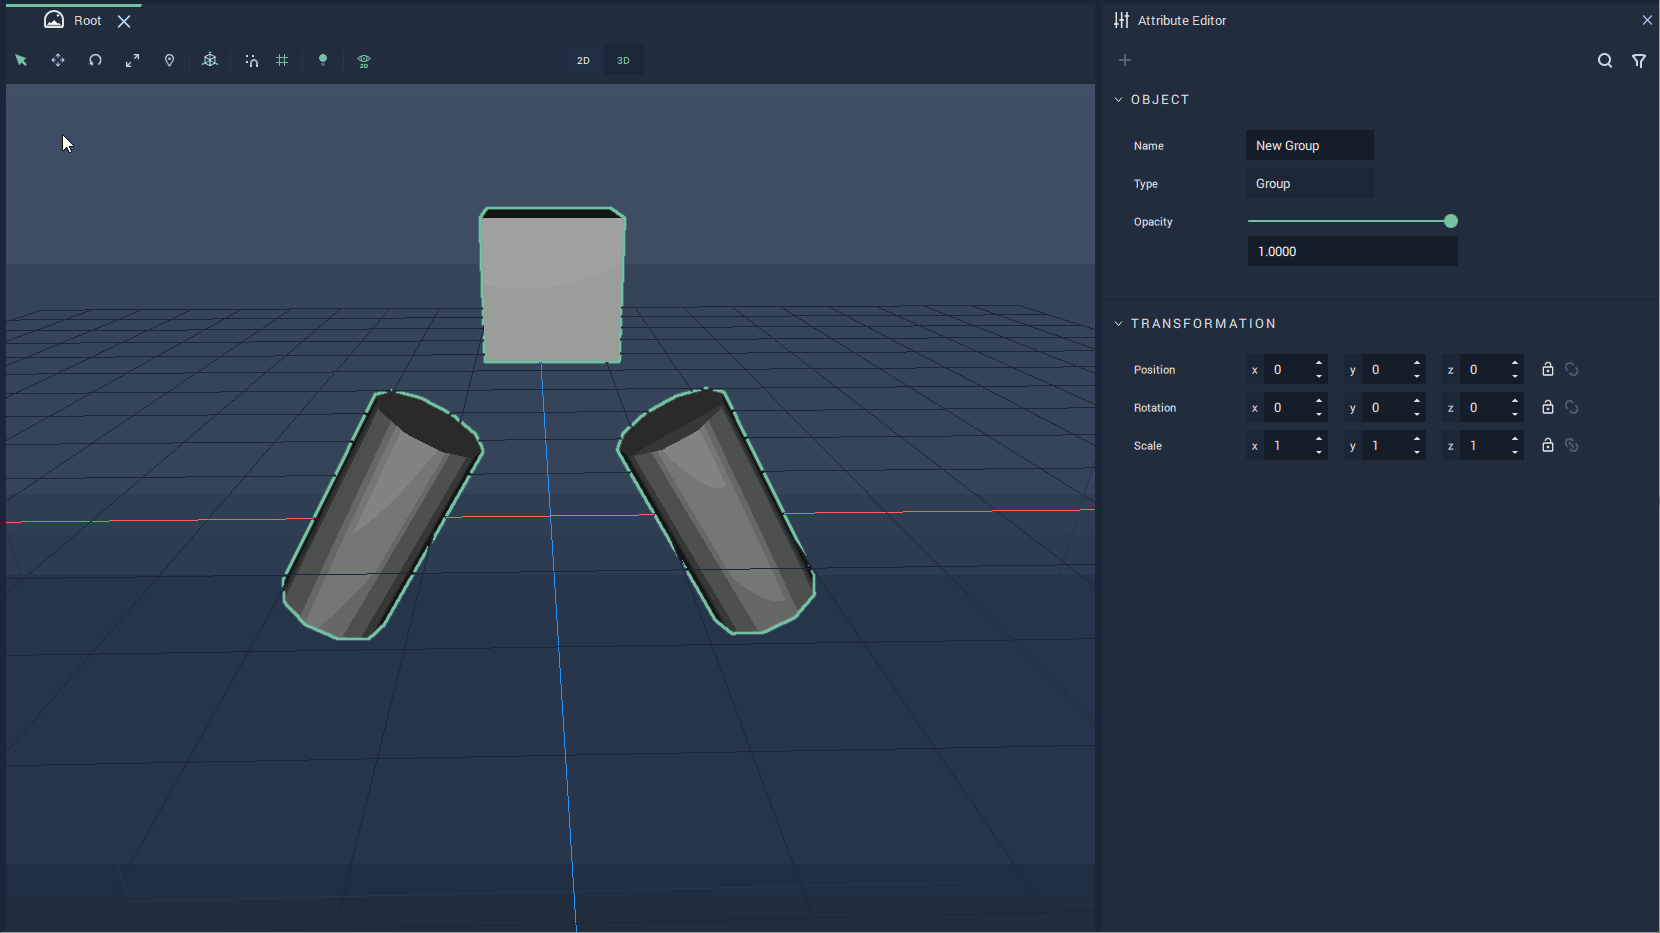 Root
2D
3D
2D
Attribute Editor
OBJECT
Name New Group
Type Group
Opacity
1.0000
TRANSFORMATION
Position x 0 y 0 z 0
Rotation x 0 y 0 z 0
Scale x 1 y 1 z 1